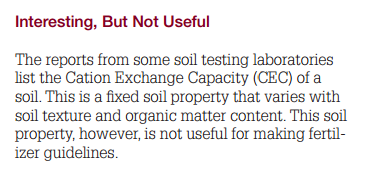 Interesting, But Not Useful
The reports from some soil testing laboratories
list the Cation Exchange Capacity (CEC) of a
soil. This is a fixed soil property that varies with
soil texture and organic matter content. This soil
property, however, is not useful for making fertil-
izer guidelines.